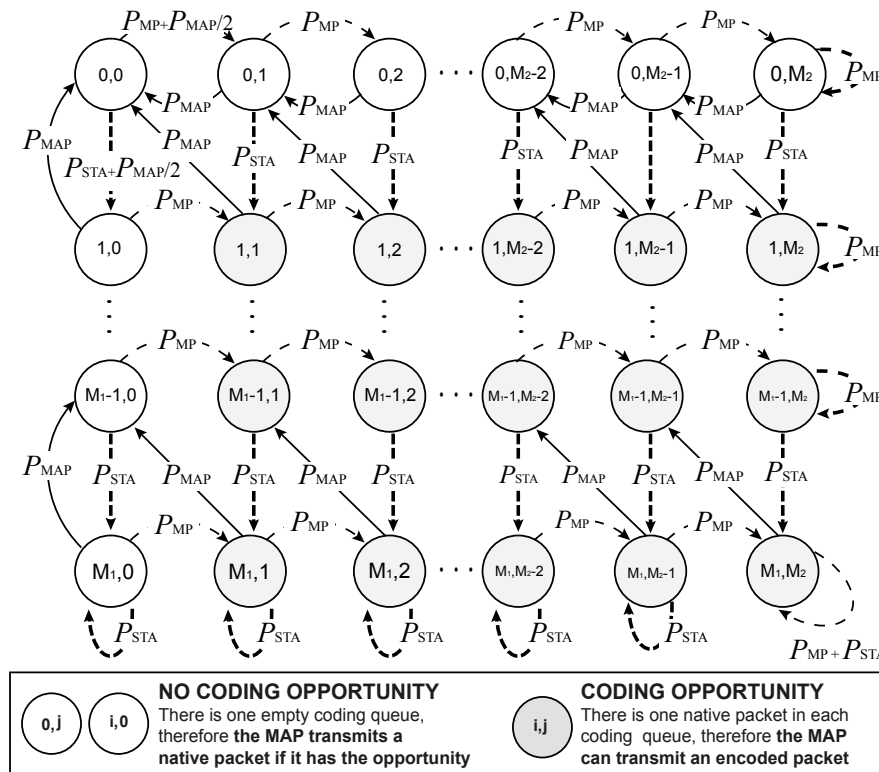 P_MP+P_MAP/2 P_MP P_MP P_MP
0,0 0,1 0,2 · · · 0,M₂-2 0,M₂-1 0,M₂ P_MP
P_MAP P_MAP P_MAP P_MAP
P_MAP P_MAP P_STA P_MAP P_STA P_STA P_MAP P_MAP P_STA
P_STA+P_MAP/2
P_MP P_MP P_MP P_MP
1,0 1,1 1,2 · · · 1,M₂-2 1,M₂-1 1,M₂ P_MP
P_MP P_MP P_MP P_MP
M₁-1,0 M₁-1,1 M₁-1,2 · · · M₁-1,M₂-2 M₁-1,M₂-1 M₁-1,M₂ P_MP
P_MAP P_STA P_MAP P_STA P_MAP P_STA P_STA P_MAP P_STA P_MAP P_STA
P_MP P_MP P_MP P_MP
M₁,0 M₁,1 M₁,2 · · · M₁,M₂-2 M₁,M₂-1 M₁,M₂
P_STA P_STA P_STA P_STA P_STA P_MP + P_STA
0,j i,0
NO CODING OPPORTUNITY
There is one empty coding queue,
therefore the MAP transmits a
native packet if it has the opportunity
i,j
CODING OPPORTUNITY
There is one native packet in each
coding queue, therefore the MAP
can transmit an encoded packet